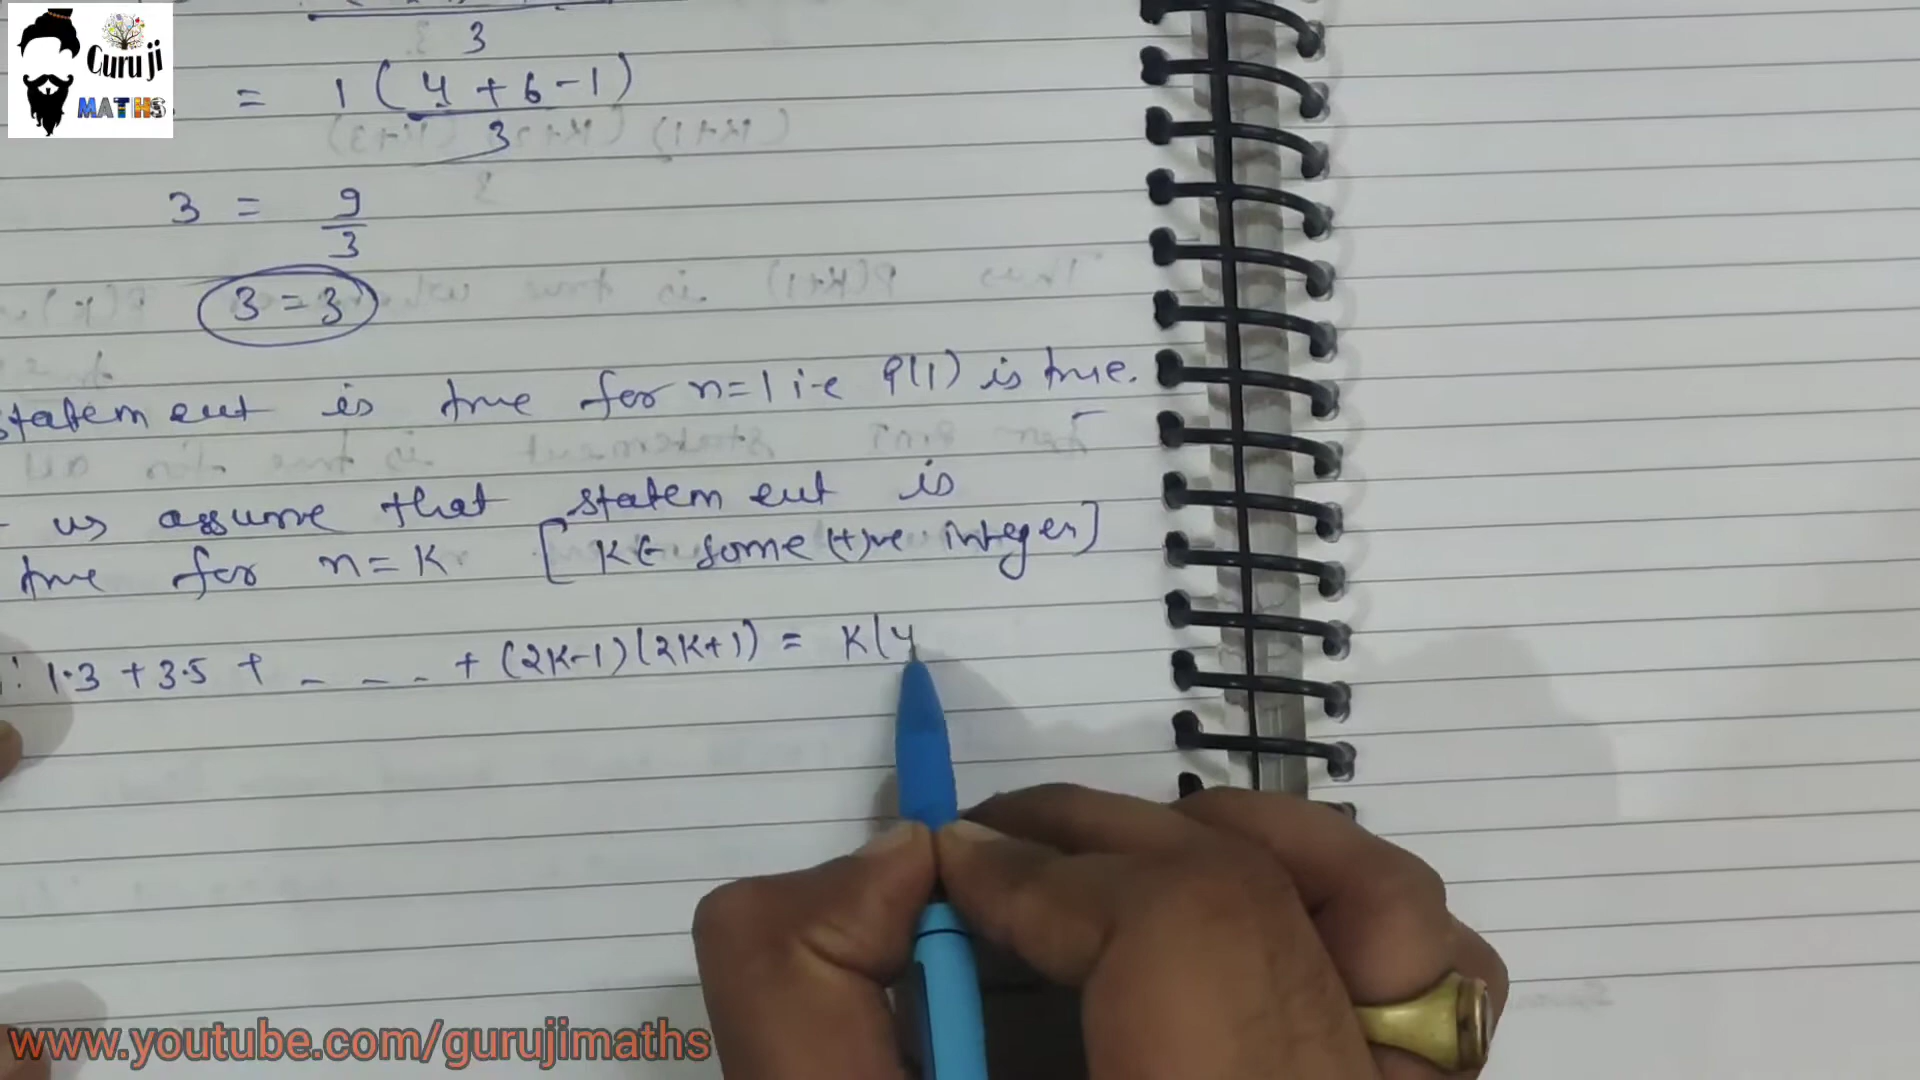 Guru ji
MATHS
3
= 1 ( 4 + 6 - 1 )
3
3 = 9
3
3 = 3
statement is true for n=1 i-e P(1) is true.
us assume that statement is
true for n=K [ K ∈ some (+)ve integer ]
: 1.3 + 3.5 + _ _ _ . + (2K-1)(2K+1) = K(4
www.youtube.com/gurujimaths